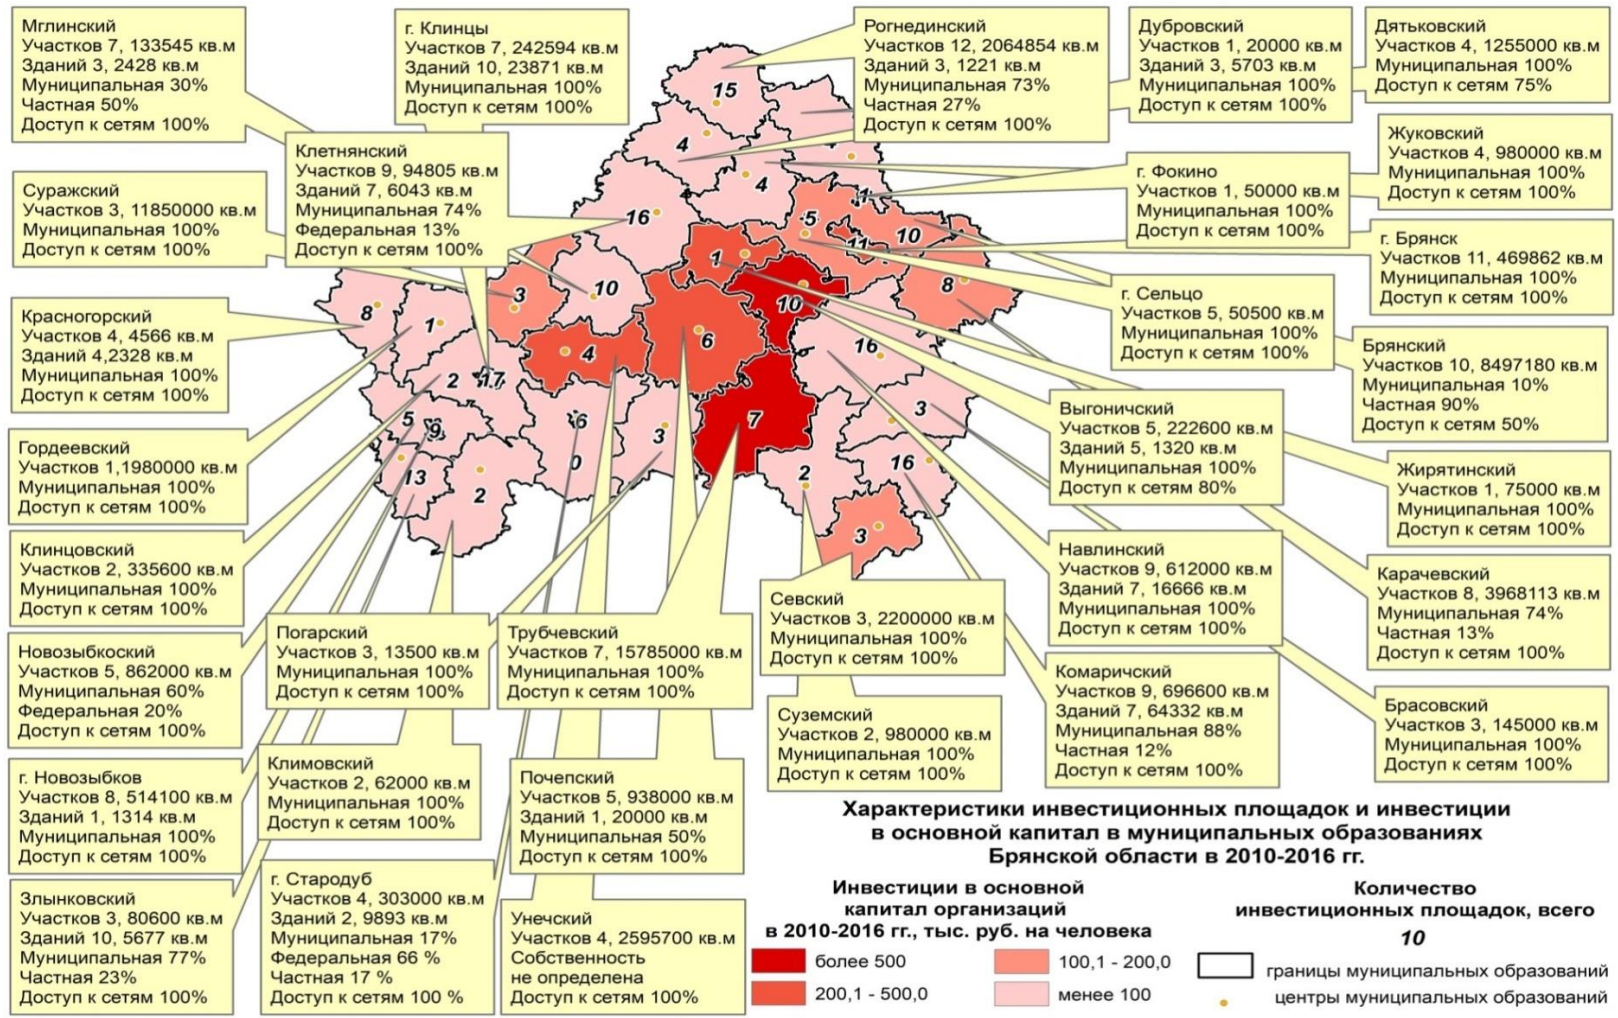 Мглинский
Участков 7, 133545 кв.м
Зданий 3, 2428 кв.м
Муниципальная 30%
Частная 50%
Доступ к сетям 100%
г. Клинцы
Участков 7, 242594 кв.м
Зданий 10, 23871 кв.м
Муниципальная 100%
Доступ к сетям 100%
Рогнединский
Участков 12, 2064854 кв.м
Зданий 3, 1221 кв.м
Муниципальная 73%
Частная 27%
Доступ к сетям 100%
Дубровский
Участков 1, 20000 кв.м
Зданий 3, 5703 кв.м
Муниципальная 100%
Доступ к сетям 100%
Дятьковский
Участков 4, 1255000 кв.м
Муниципальная 100%
Доступ к сетям 75%
Клетнянский
Участков 9, 94805 кв.м
Зданий 7, 6043 кв.м
Муниципальная 74%
Федеральная 13%
Доступ к сетям 100%
Жуковский
Участков 4, 980000 кв.м
Муниципальная 100%
Доступ к сетям 100%
г. Фокино
Участков 1, 50000 кв.м
Муниципальная 100%
Доступ к сетям 100%
Суражский
Участков 3, 11850000 кв.м
Муниципальная 100%
Доступ к сетям 100%
г. Брянск
Участков 11, 469862 кв.м
Муниципальная 100%
Доступ к сетям 100%
г. Сельцо
Участков 5, 50500 кв.м
Муниципальная 100%
Доступ к сетям 100%
Красногорский
Участков 4, 4566 кв.м
Зданий 4,2328 кв.м
Муниципальная 100%
Доступ к сетям 100%
Брянский
Участков 10, 8497180 кв.м
Муниципальная 10%
Частная 90%
Доступ к сетям 50%
Выгоничский
Участков 5, 222600 кв.м
Зданий 5, 1320 кв.м
Муниципальная 100%
Доступ к сетям 80%
Гордеевский
Участков 1,1980000 кв.м
Муниципальная 100%
Доступ к сетям 100%
Жирятинский
Участков 1, 75000 кв.м
Муниципальная 100%
Доступ к сетям 100%
Клинцовский
Участков 2, 335600 кв.м
Муниципальная 100%
Доступ к сетям 100%
Навлинский
Участков 9, 612000 кв.м
Зданий 7, 16666 кв.м
Муниципальная 100%
Доступ к сетям 100%
Карачевский
Участков 8, 3968113 кв.м
Муниципальная 74%
Частная 13%
Доступ к сетям 100%
Новозыбкоский
Участков 5, 862000 кв.м
Муниципальная 60%
Федеральная 20%
Доступ к сетям 100%
Погарский
Участков 3, 13500 кв.м
Муниципальная 100%
Доступ к сетям 100%
Трубчевский
Участков 7, 15785000 кв.м
Муниципальная 100%
Доступ к сетям 100%
Севский
Участков 3, 2200000 кв.м
Муниципальная 100%
Доступ к сетям 100%
Комаричский
Участков 9, 696600 кв.м
Зданий 7, 64332 кв.м
Муниципальная 88%
Частная 12%
Доступ к сетям 100%
Брасовский
Участков 3, 145000 кв.м
Муниципальная 100%
Доступ к сетям 100%
Суземский
Участков 2, 980000 кв.м
Муниципальная 100%
Доступ к сетям 100%
г. Новозыбков
Участков 8, 514100 кв.м
Зданий 1, 1314 кв.м
Муниципальная 100%
Доступ к сетям 100%
Климовский
Участков 2, 62000 кв.м
Муниципальная 100%
Доступ к сетям 100%
Почепский
Участков 5, 938000 кв.м
Зданий 1, 20000 кв.м
Муниципальная 50%
Доступ к сетям 100%
Злынковский
Участков 3, 80600 кв.м
Зданий 10, 5677 кв.м
Муниципальная 77%
Частная 23%
Доступ к сетям 100%
г. Стародуб
Участков 4, 303000 кв.м
Зданий 2, 9893 кв.м
Муниципальная 17%
Федеральная 66 %
Частная 17 %
Доступ к сетям 100 %
Унечский
Участков 4, 2595700 кв.м
Собственность
не определена
Доступ к сетям 100%
15
4
4
16
5
10
11
1
10
3
10
8
8
1
6
4
16
2
17
3
5
9
6
3
7
16
2
13
2
0
3
Характеристики инвестиционных площадок и инвестиции
в основной капитал в муниципальных образованиях
Брянской области в 2010-2016 гг.
Инвестиции в основной
капитал организаций
в 2010-2016 гг., тыс. руб. на человека
более 500
100,1 - 200,0
200,1 - 500,0
менее 100
Количество
инвестиционных площадок, всего
10
границы муниципальных образований
центры муниципальных образований